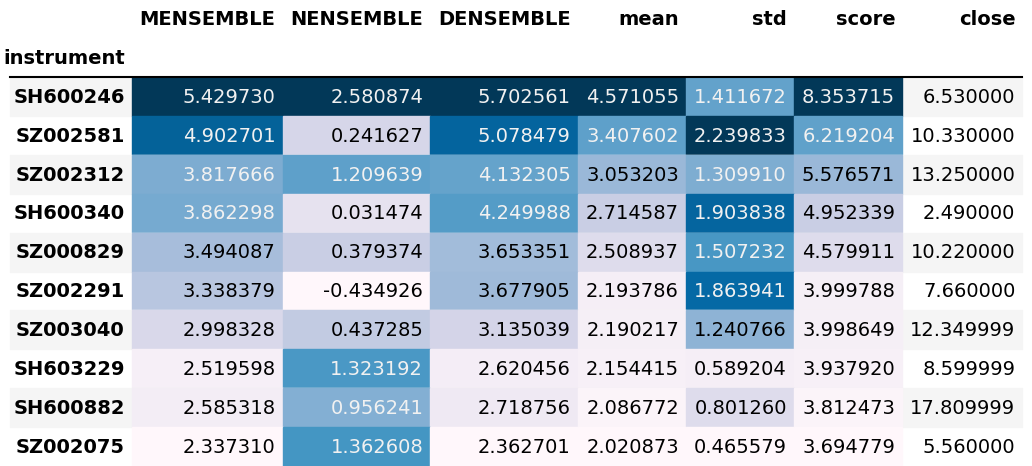 MENSEMBLE NENSEMBLE DENSEMBLE mean std score close
instrument
SH600246 5.429730 2.580874 5.702561 4.571055 1.411672 8.353715 6.530000
SZ002581 4.902701 0.241627 5.078479 3.407602 2.239833 6.219204 10.330000
SZ002312 3.817666 1.209639 4.132305 3.053203 1.309910 5.576571 13.250000
SH600340 3.862298 0.031474 4.249988 2.714587 1.903838 4.952339 2.490000
SZ000829 3.494087 0.379374 3.653351 2.508937 1.507232 4.579911 10.220000
SZ002291 3.338379 -0.434926 3.677905 2.193786 1.863941 3.999788 7.660000
SZ003040 2.998328 0.437285 3.135039 2.190217 1.240766 3.998649 12.349999
SH603229 2.519598 1.323192 2.620456 2.154415 0.589204 3.937920 8.599999
SH600882 2.585318 0.956241 2.718756 2.086772 0.801260 3.812473 17.809999
SZ002075 2.337310 1.362608 2.362701 2.020873 0.465579 3.694779 5.560000